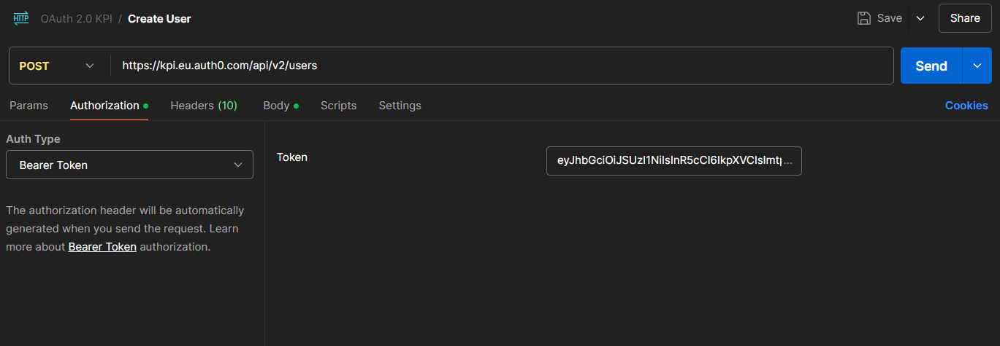 HTTP OAuth 2.0 KPI / Create User Save Share
POST https://kpi.eu.auth0.com/api/v2/users Send
Params Authorization Headers (10) Body Scripts Settings Cookies
Auth Type
Bearer Token
Token eyJhbGciOiJSUzI1NiIsInR5cCI6IkpXVCIsImtp...
The authorization header will be automatically
generated when you send the request. Learn
more about Bearer Token authorization.